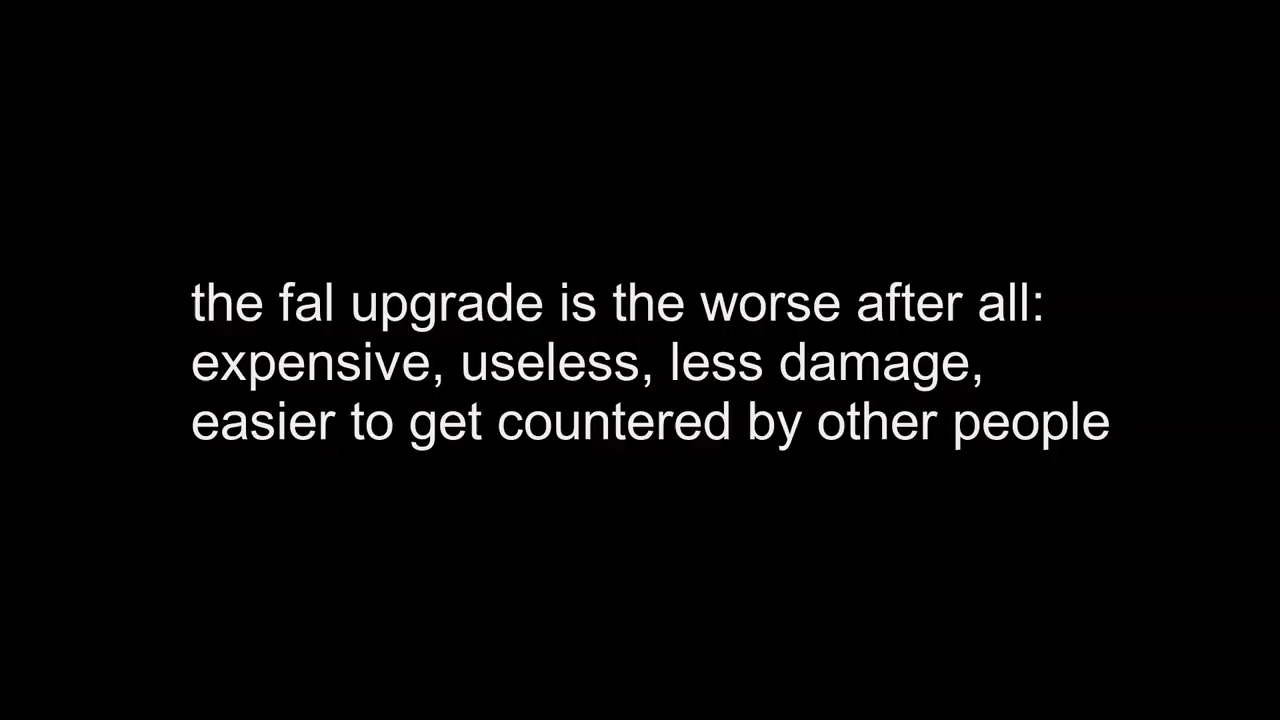 the fal upgrade is the worse after all:
expensive, useless, less damage,
easier to get countered by other people